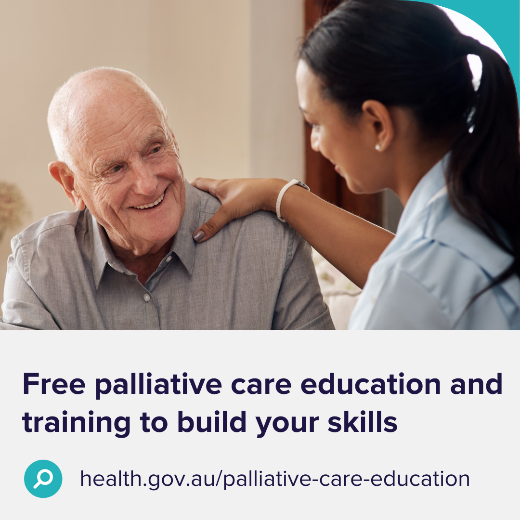 Free palliative care education and
training to build your skills
health.gov.au/palliative-care-education